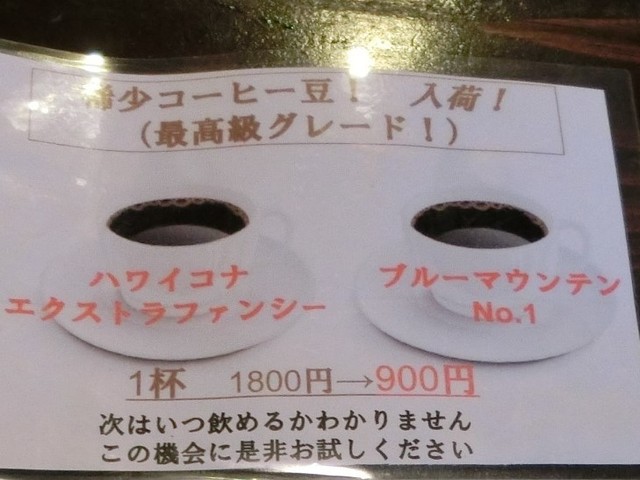 希少コーヒー豆！　入荷！
（最高級グレード！）
ハワイコナ
エクストラファンシー
ブルーマウンテン
No.1
1杯　1800円→900円
次はいつ飲めるかわかりません
この機会に是非お試しください